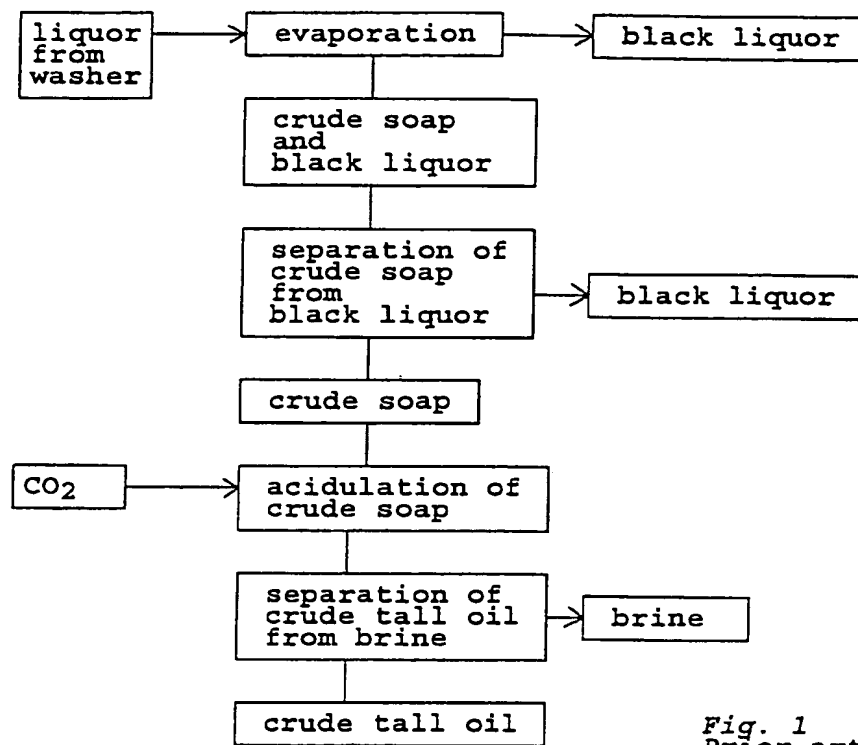 liquor
from
washer
evaporation
black liquor
crude soap
and
black liquor
separation of
crude soap
from
black liquor
black liquor
crude soap
CO₂
acidulation of
crude soap
separation of
crude tall oil
from brine
brine
crude tall oil
Fig. 1
Prior art